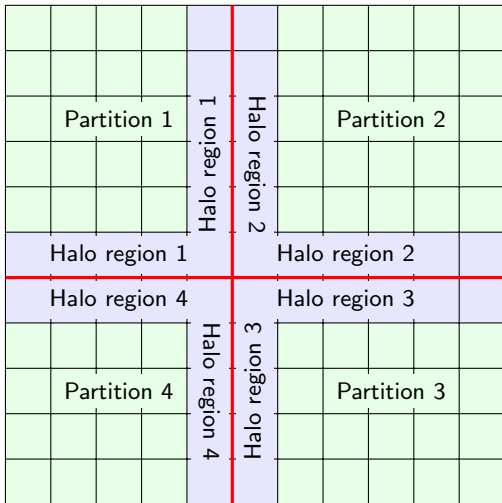 Partition 1
Halo region 1
Halo region 2
Partition 2
Halo region 1
Halo region 2
Halo region 4
Halo region 3
Partition 4
Halo region 4
Halo region 3
Partition 3